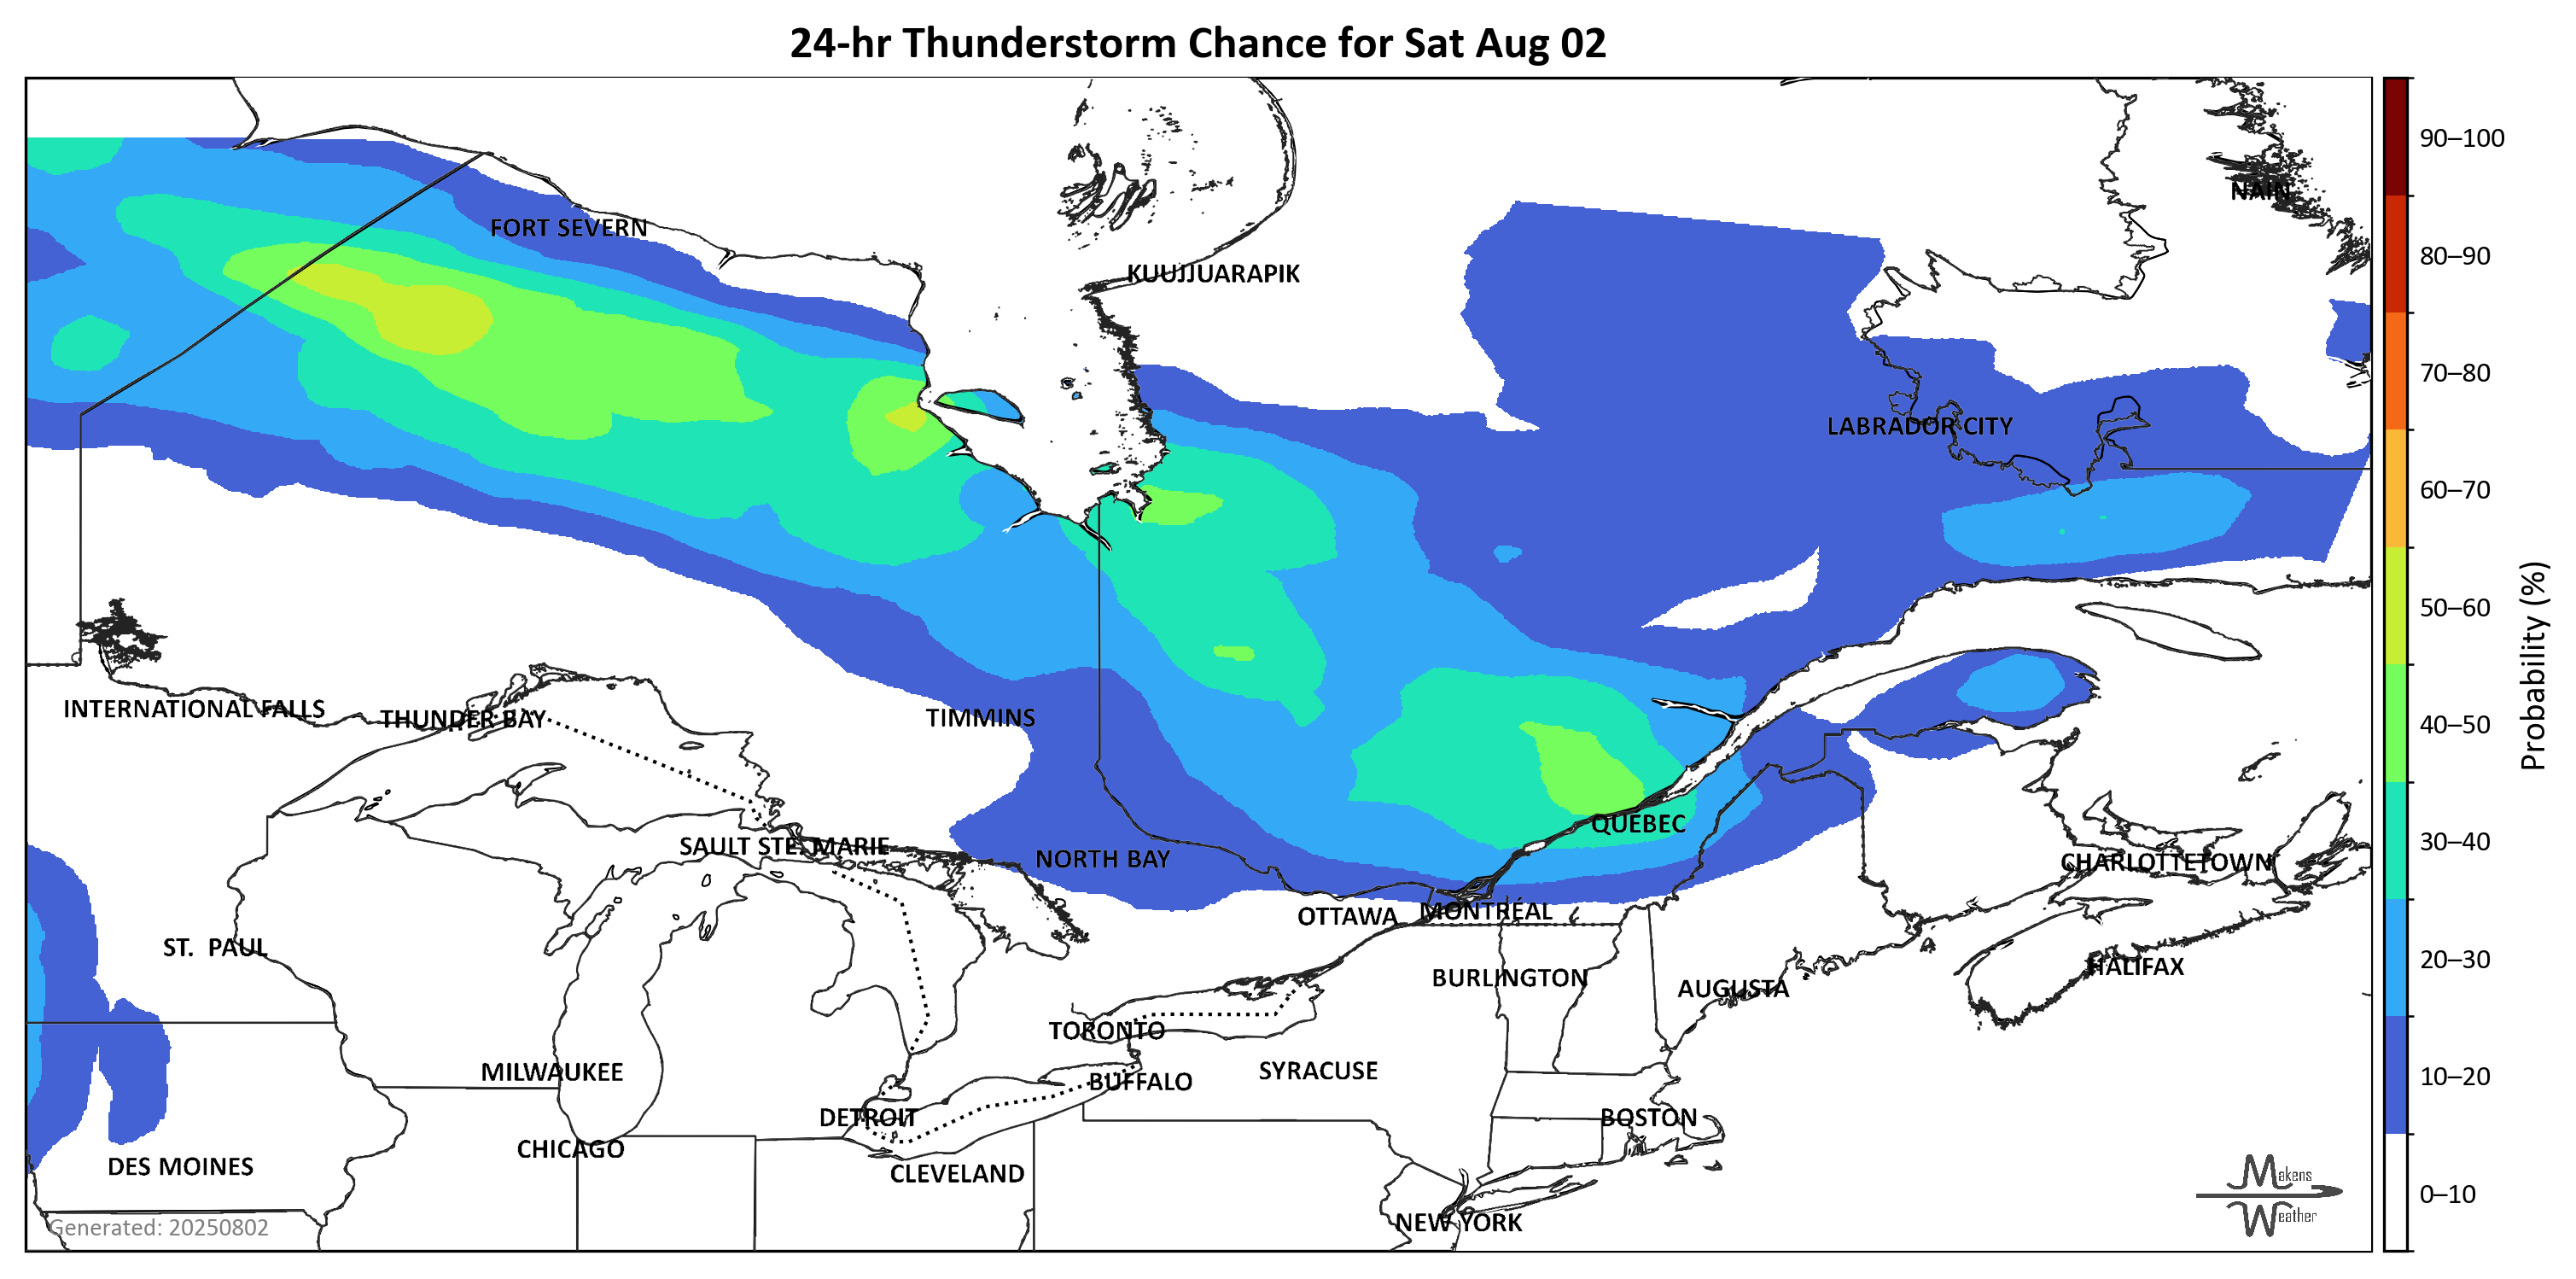 24-hr Thunderstorm Chance for Sat Aug 02
90–100
NAIN
FORT SEVERN
80–90
KUUJJUARAPIK
70–80
LABRADOR CITY
60–70
50–60
Probability (%)
INTERNATIONAL FALLS
THUNDER BAY
TIMMINS
40–50
QUEBEC
SAULT STE. MARIE
30–40
NORTH BAY
CHARLOTTETOWN
OTTAWA
MONTRÉAL
ST. PAUL
20–30
HALIFAX
BURLINGTON
AUGUSTA
TORONTO
MILWAUKEE
SYRACUSE
10–20
BUFFALO
DETROIT
BOSTON
CHICAGO
DES MOINES
CLEVELAND
Makens
0–10
Weather
NEW YORK
Generated: 20250802